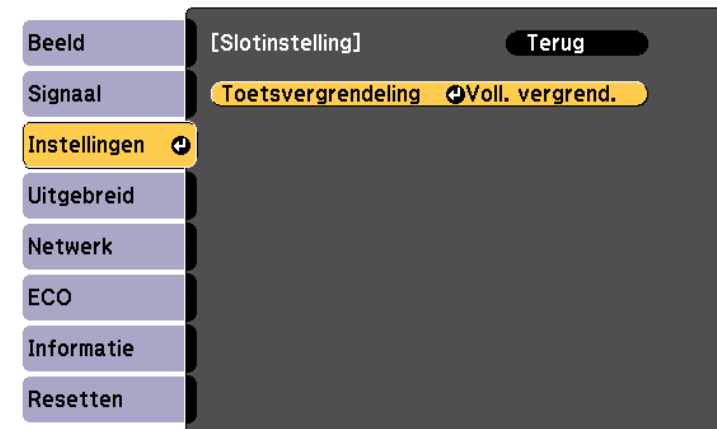 Beeld
Signaal
Instellingen
Uitgebreid
Netwerk
ECO
Informatie
Resetten
[Slotinstelling] Terug
Toetsvergrendeling Voll. vergrend.